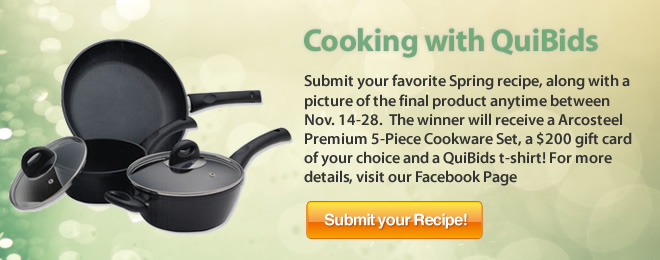 Cooking with QuiBids
Submit your favorite Spring recipe, along with a
picture of the final product anytime between
Nov. 14-28.  The winner will receive a Arcosteel
Premium 5-Piece Cookware Set, a $200 gift card
of your choice and a QuiBids t-shirt! For more
details, visit our Facebook Page
Submit your Recipe!